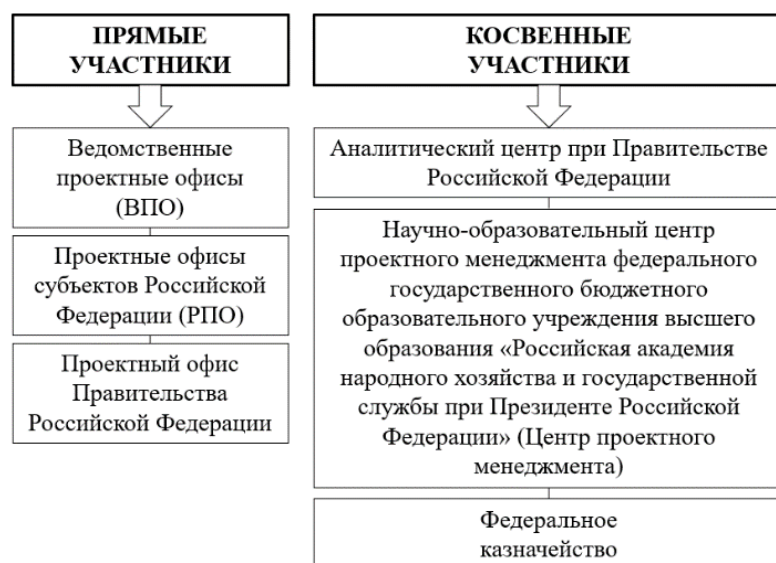 ПРЯМЫЕ
УЧАСТНИКИ
Ведомственные
проектные офисы
(ВПО)
Проектные офисы
субъектов Российской
Федерации (РПО)
Проектный офис
Правительства
Российской Федерации
КОСВЕННЫЕ
УЧАСТНИКИ
Аналитический центр при Правительстве
Российской Федерации
Научно-образовательный центр
проектного менеджмента федерального
государственного бюджетного
образовательного учреждения высшего
образования «Российская академия
народного хозяйства и государственной
службы при Президенте Российской
Федерации» (Центр проектного
менеджмента)
Федеральное
казначейство